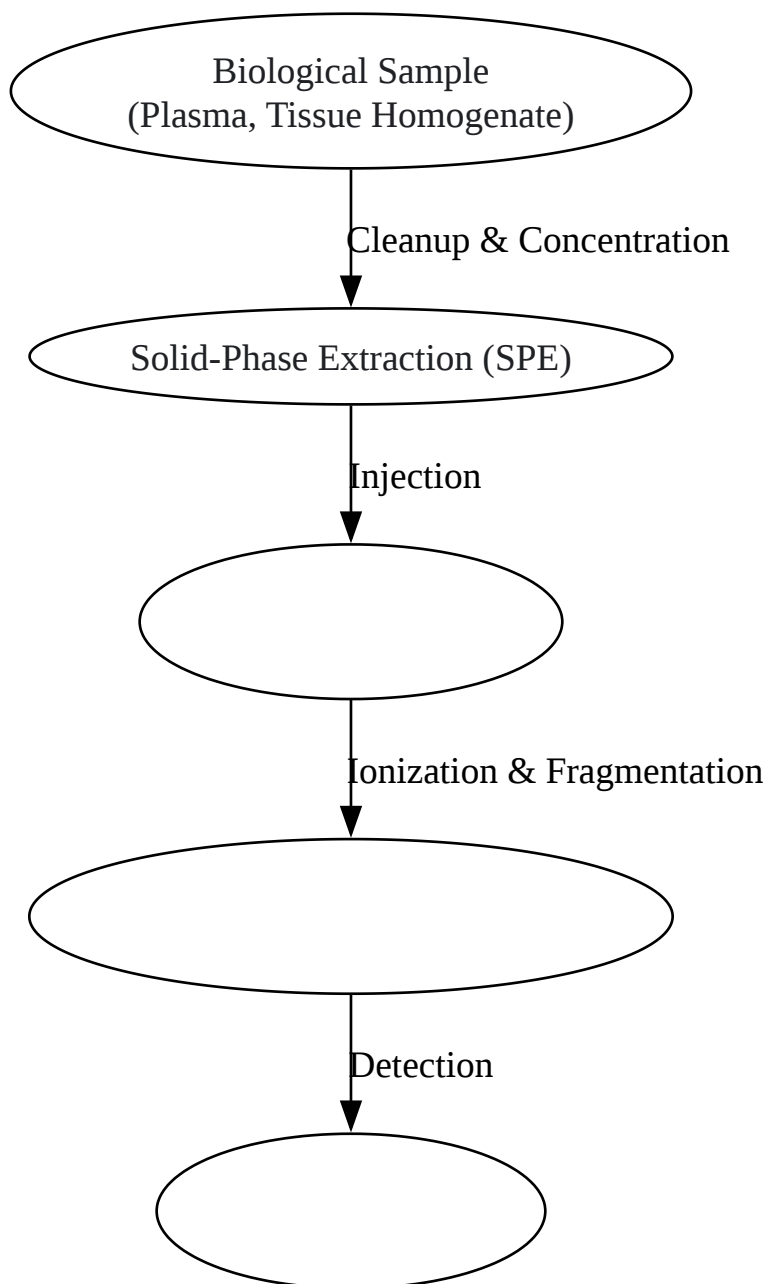 Biological Sample
(Plasma, Tissue Homogenate)
Cleanup & Concentration
Solid-Phase Extraction (SPE)
Injection
Ionization & Fragmentation
Detection